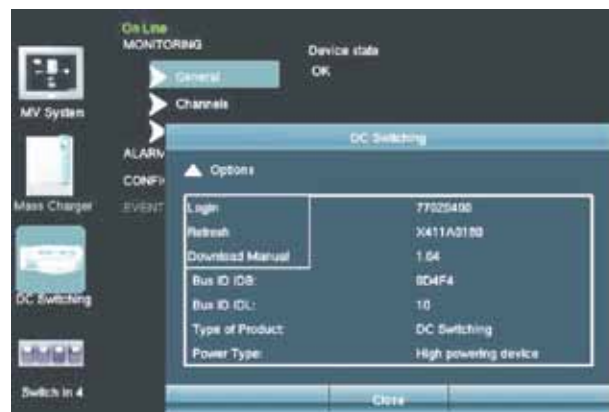 On Line
MONITORING
Device state
General
OK
Channels
MV System
DC Switching
ALARM
Options
CONFI
Mass Charger
EVENT
Login 77020400
Refresh X411A0180
Download Manual 1.04
Bus ID IDB: 8D4F4
Bus ID IDL: 10
DC Switching
Type of Product: DC Switching
Power Type: High powering device
Switch In 4
Close